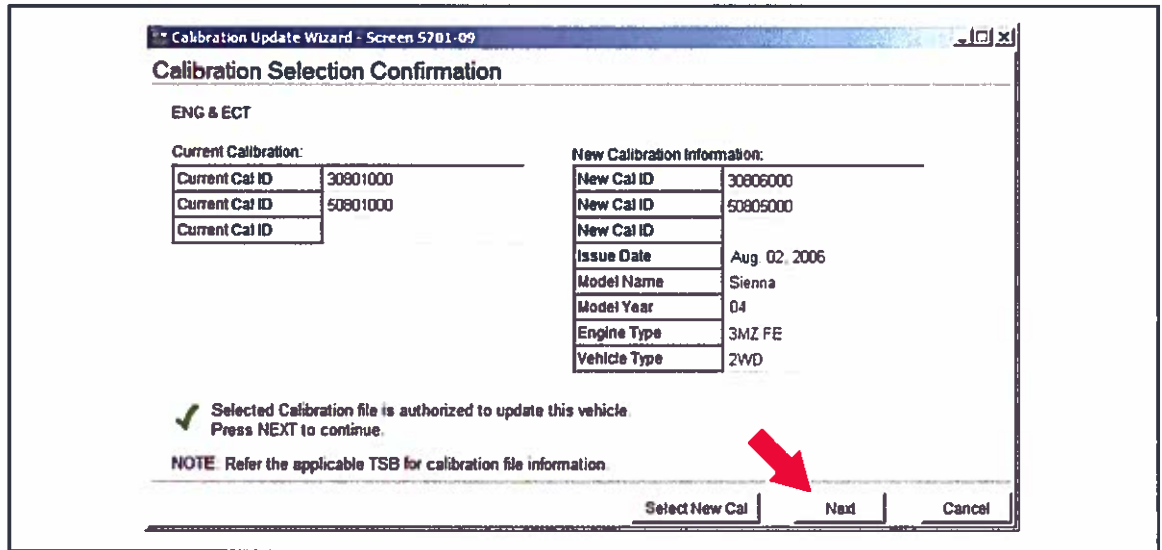 Calibration Update Wizard - Screen S701-09
Calibration Selection Confirmation
ENG & ECT
Current Calibration:
Current Cal ID 30801000
Current Cal ID 50801000
Current Cal ID
New Calibration Information:
New Cal ID 30806000
New Cal ID 50805000
New Cal ID
Issue Date Aug. 02, 2006
Model Name Sienna
Model Year 04
Engine Type 3MZ FE
Vehicle Type 2WD
Selected Calibration file is authorized to update this vehicle.
Press NEXT to continue.
NOTE: Refer the applicable TSB for calibration file information.
Select New Cal Next Cancel